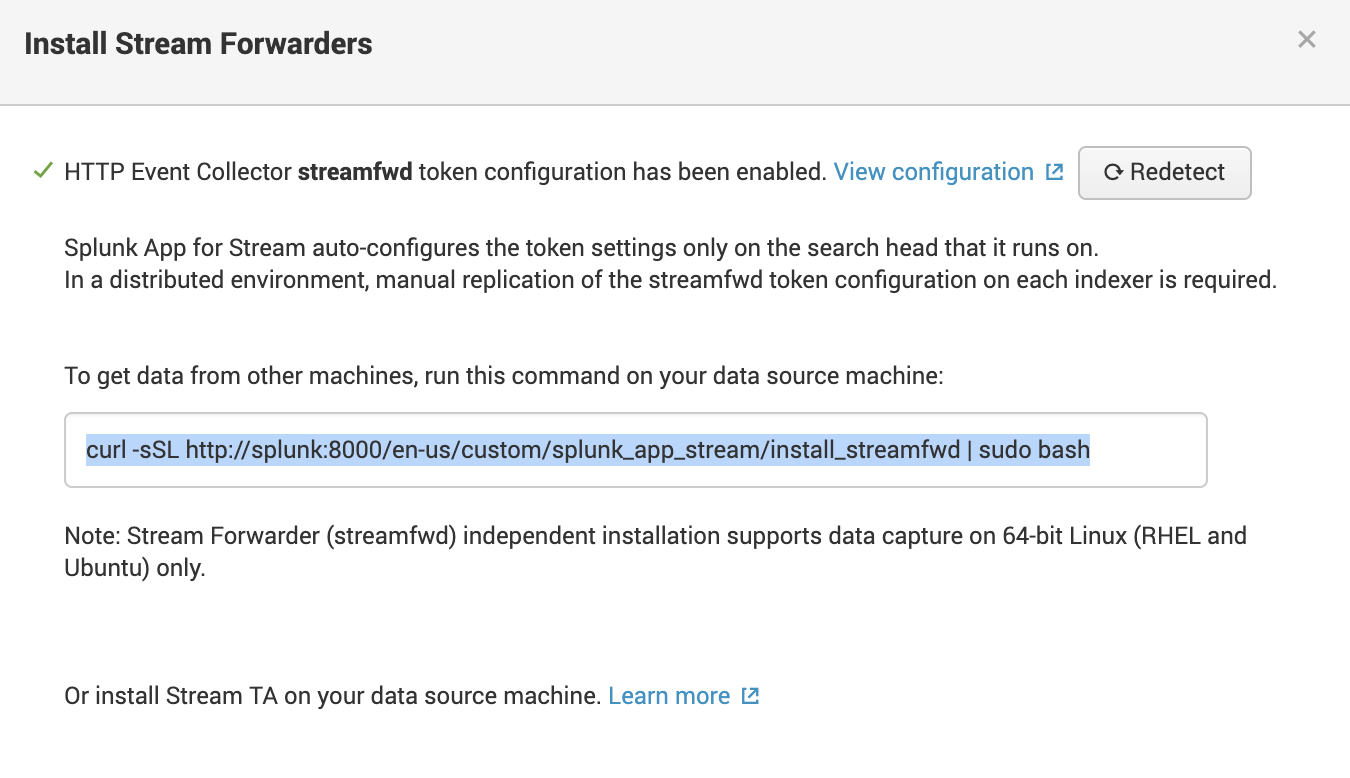 Install Stream Forwarders
HTTP Event Collector streamfwd token configuration has been enabled. View configuration Redetect
Splunk App for Stream auto-configures the token settings only on the search head that it runs on.
In a distributed environment, manual replication of the streamfwd token configuration on each indexer is required.
To get data from other machines, run this command on your data source machine:
curl -sSL http://splunk:8000/en-us/custom/splunk_app_stream/install_streamfwd | sudo bash
Note: Stream Forwarder (streamfwd) independent installation supports data capture on 64-bit Linux (RHEL and
Ubuntu) only.
Or install Stream TA on your data source machine. Learn more